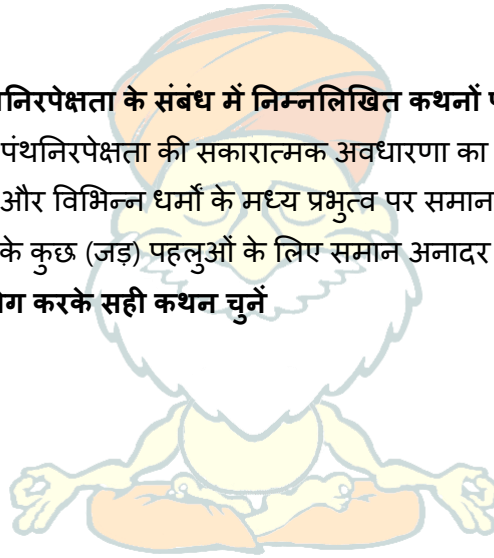 निरपेक्षता के संबंध में निम्नलिखित कथनों
पंथनिरपेक्षता की सकारात्मक अवधारणा का
और विभिन्न धर्मों के मध्य प्रभुत्व पर समान
के कुछ (जड़) पहलुओं के लिए समान अनादर
करके सही कथन चुनें